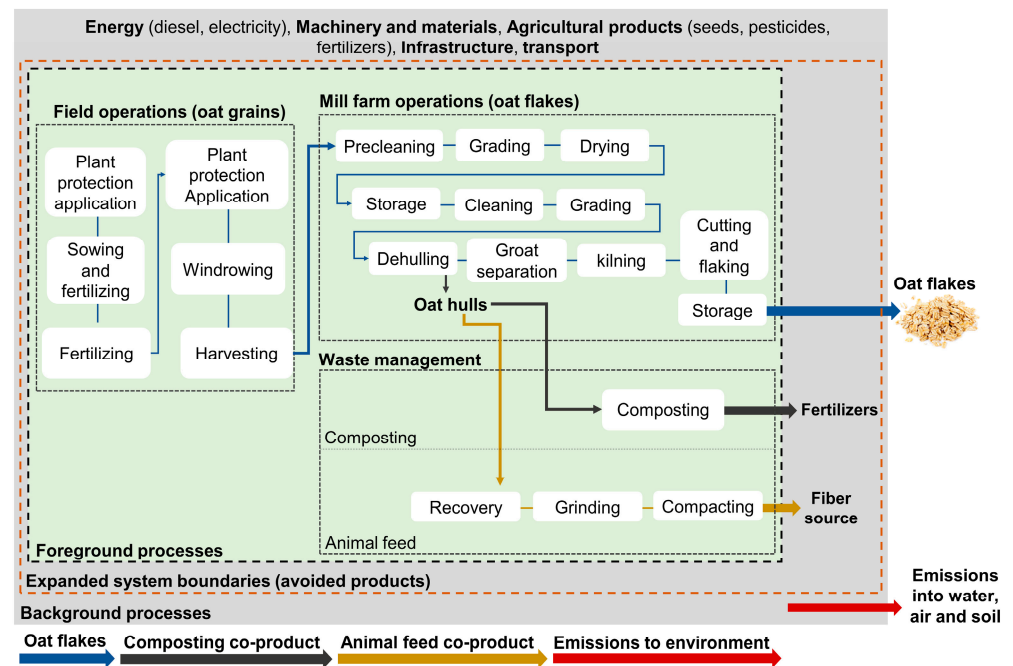 Energy (diesel, electricity), Machinery and materials, Agricultural products (seeds, pesticides,
fertilizers), Infrastructure, transport
Field operations (oat grains)
Plant
protection
application
Sowing
and
fertilizing
Fertilizing
Plant
protection
Application
Windrowing
Harvesting
Mill farm operations (oat flakes)
Precleaning
Grading
Drying
Storage
Cleaning
Grading
Dehulling
Groat
separation
kilning
Cutting
and
flaking
Storage
Oat hulls
Oat flakes
Waste management
Composting
Composting
Fertilizers
Recovery
Grinding
Compacting
Fiber
source
Animal feed
Foreground processes
Expanded system boundaries (avoided products)
Background processes
Emissions
into water,
air and soil
Oat flakes
Composting co-product
Animal feed co-product
Emissions to environment